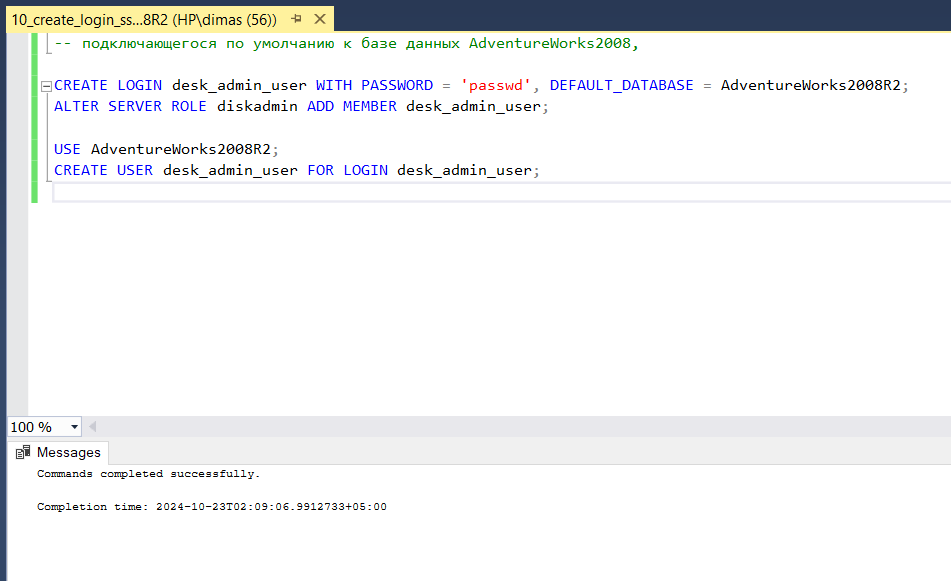 10_create_login_ss...8R2 (HP\dimas (56))
-- подключающегося по умолчанию к базе данных AdventureWorks2008,
CREATE LOGIN desk_admin_user WITH PASSWORD = 'passwd', DEFAULT_DATABASE = AdventureWorks2008R2;
ALTER SERVER ROLE diskadmin ADD MEMBER desk_admin_user;
USE AdventureWorks2008R2;
CREATE USER desk_admin_user FOR LOGIN desk_admin_user;
100 %
Messages
Commands completed successfully.
Completion time: 2024-10-23T02:09:06.9912733+05:00